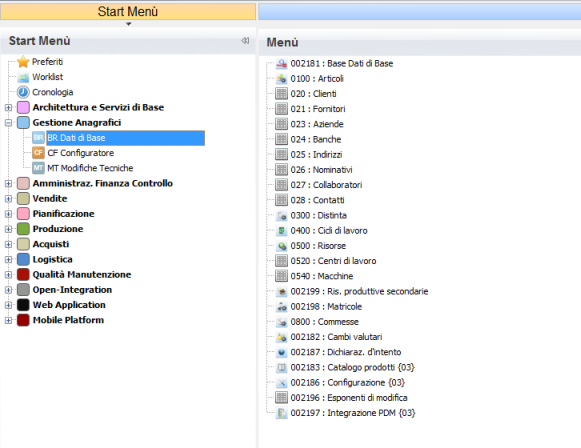 Start Menù
Start Menù
Preferiti
Worklist
Cronologia
Architettura e Servizi di Base
Gestione Anagrafici
BR BR Dati di Base
CF CF Configuratore
MT MT Modifiche Tecniche
Amministraz. Finanza Controllo
Vendite
Pianificazione
Produzione
Acquisti
Logistica
Qualità Manutenzione
Open-Integration
Web Application
Mobile Platform
Menù
002181 : Base Dati di Base
0100 : Articoli
020 : Clienti
021 : Fornitori
023 : Aziende
024 : Banche
025 : Indirizzi
026 : Nominativi
027 : Collaboratori
028 : Contatti
0300 : Distinta
0400 : Cicli di lavoro
0500 : Risorse
0520 : Centri di lavoro
0540 : Macchine
002199 : Ris. produttive secondarie
002198 : Matricole
0800 : Commesse
002182 : Cambi valutari
002187 : Dichiaraz. d'intento
002183 : Catalogo prodotti {03}
002186 : Configurazione {03}
002196 : Esponenti di modifica
002197 : Integrazione PDM {03}